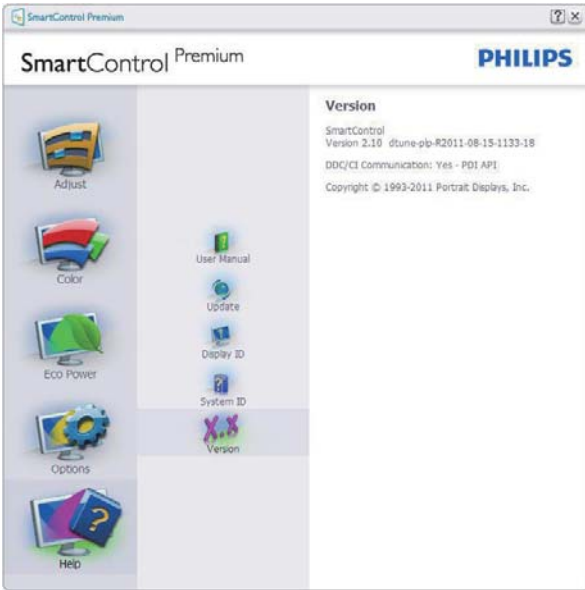 SmartControl Premium
? ×
SmartControl Premium
PHILIPS
Adjust
Color
Eco Power
Options
Help
User Manual
Update
Display ID
System ID
X.X
Version
Version
SmartControl
Version 2.10 dtune-plp-R2011-08-15-1133-18
DDC/CI Communication: Yes - PDI API
Copyright © 1993-2011 Portrait Displays, Inc.